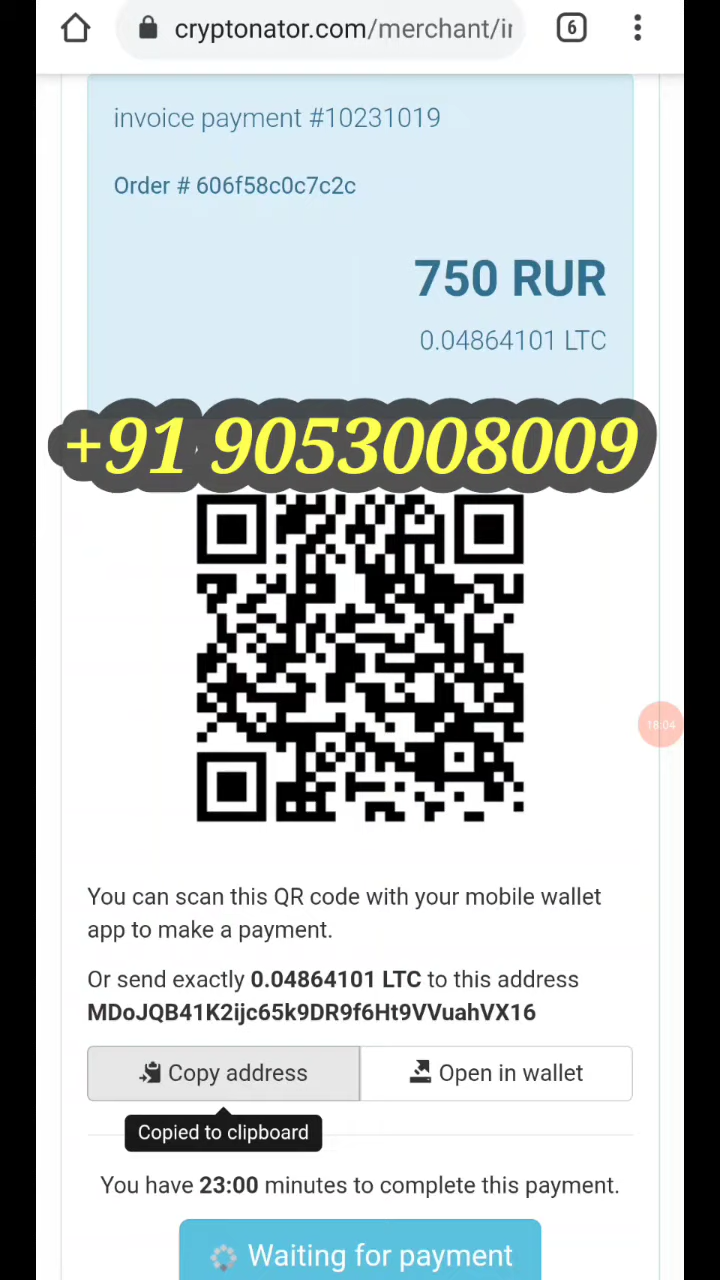 cryptonator.com/merchant/in
6
invoice payment #10231019
Order # 606f58c0c7c2c
750 RUR
0.04864101 LTC
+91 9053008009
18:04
You can scan this QR code with your mobile wallet
app to make a payment.
Or send exactly 0.04864101 LTC to this address
MDoJQB41K2ijc65k9DR9f6Ht9VVuahVX16
Copy address
Open in wallet
Copied to clipboard
You have 23:00 minutes to complete this payment.
Waiting for payment